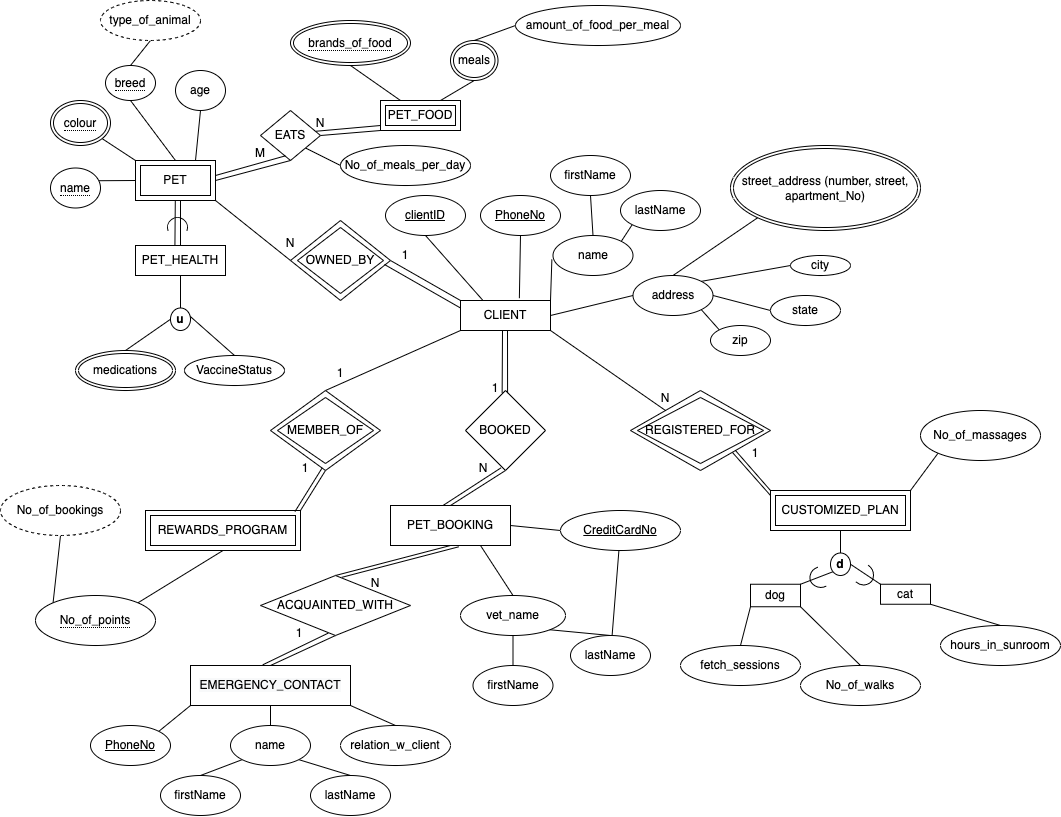 type_of_animal
brands_of_food
amount_of_food_per_meal
meals
breed
age
colour
PET_FOOD
N
EATS
M
No_of_meals_per_day
PET
name
firstName
street_address (number, street,
apartment_No)
lastName
clientID
PhoneNo
N
OWNED_BY
1
name
PET_HEALTH
city
address
CLIENT
state
u
zip
medications
VaccineStatus
1
1
N
MEMBER_OF
BOOKED
REGISTERED_FOR
No_of_massages
1
N
1
No_of_bookings
REWARDS_PROGRAM
PET_BOOKING
CreditCardNo
CUSTOMIZED_PLAN
d
N
ACQUAINTED_WITH
dog
cat
No_of_points
vet_name
1
lastName
hours_in_sunroom
fetch_sessions
EMERGENCY_CONTACT
firstName
No_of_walks
PhoneNo
name
relation_w_client
firstName
lastName